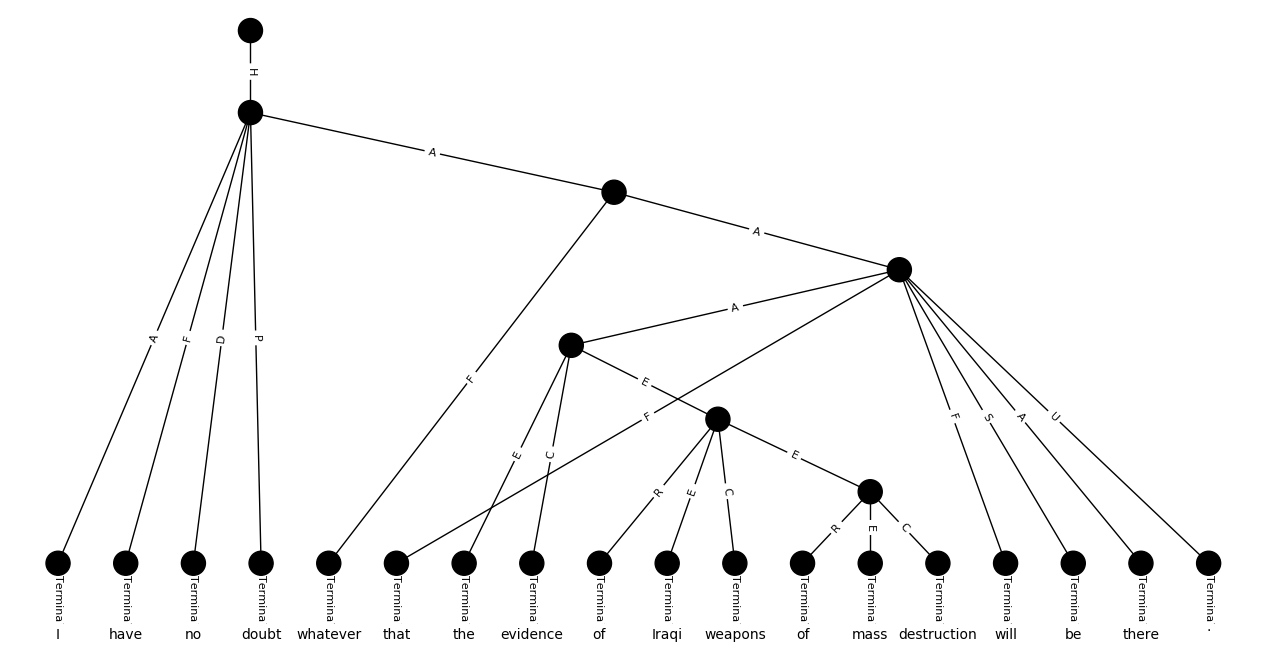 H
A
A
A
A F D P
F
E
F
E C
E
R E C
F S A U
R E C
Termina Termina Termina Termina Termina Termina Termina Termina Termina Termina Termina Termina Termina Termina Termina Termina Termina Termina
I have no doubt whatever that the evidence of Iraqi weapons of mass destruction will be there .